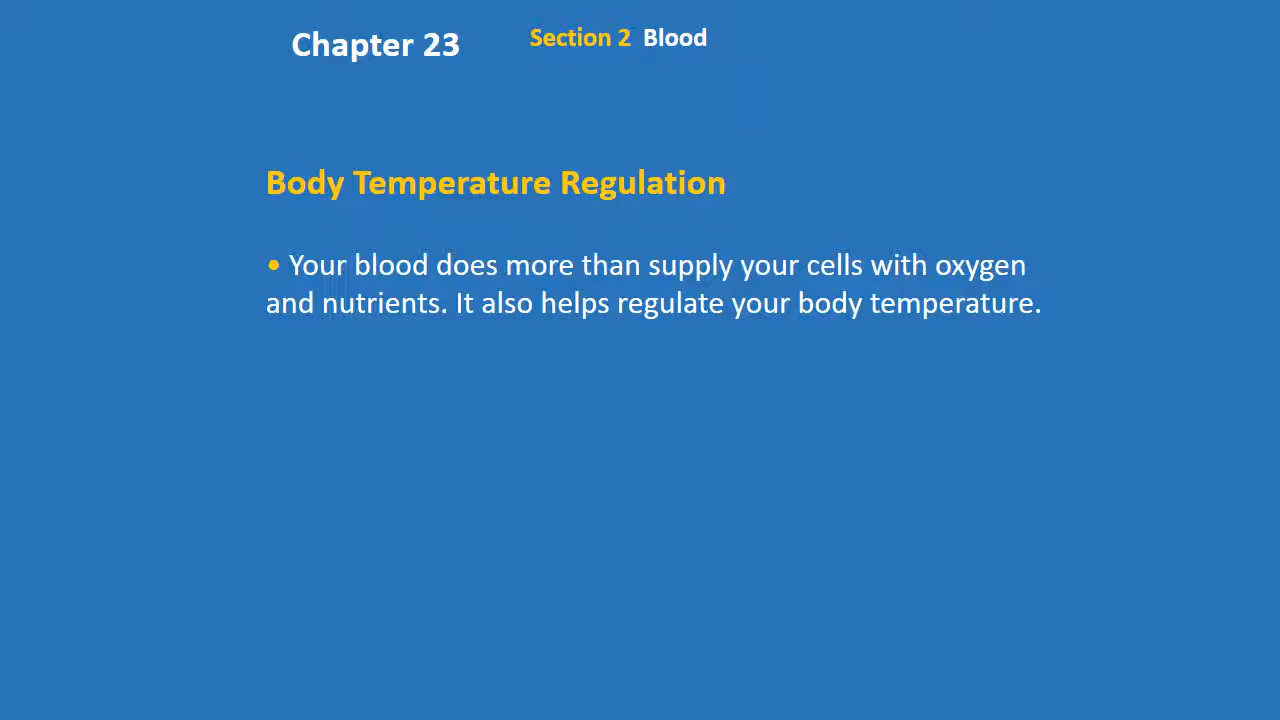 Chapter 23
Section 2 Blood
Body Temperature Regulation
• Your blood does more than supply your cells with oxygen
and nutrients. It also helps regulate your body temperature.